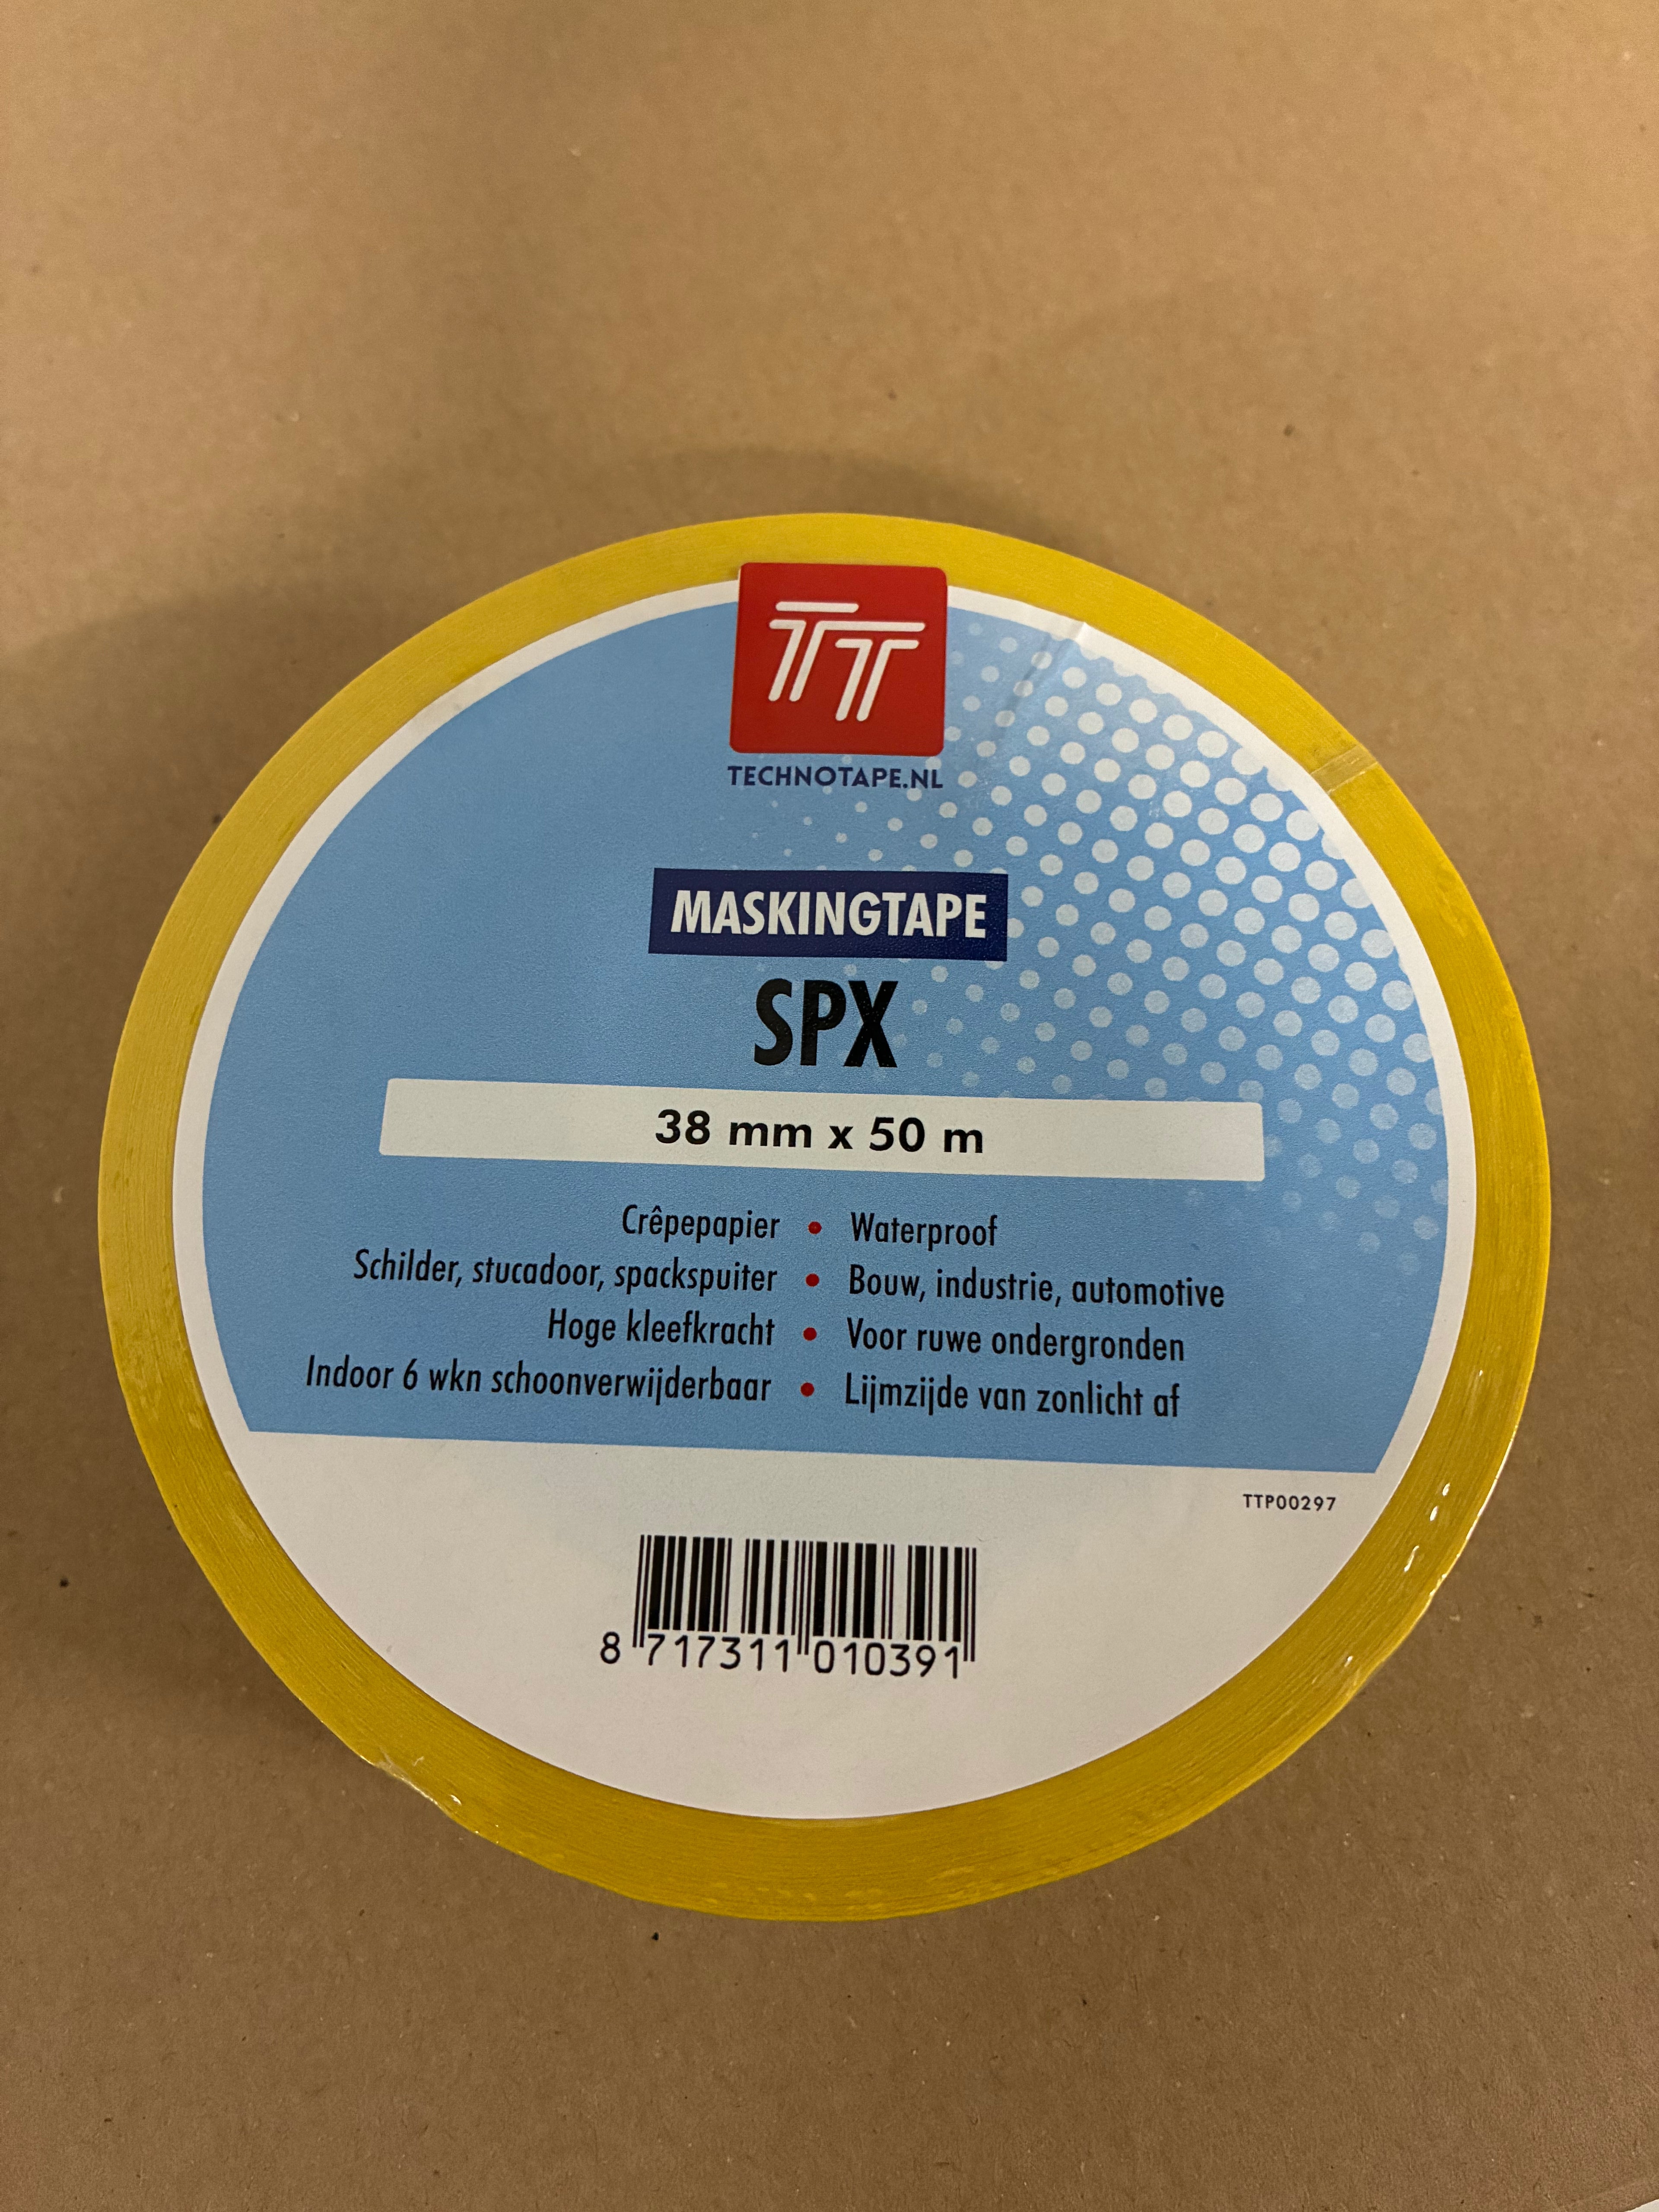 TT
TECHNOTAPE.NL
MASKINGTAPE
SPX
38 mm x 50 m
Crêpepapier • Waterproof
Schilder, stucadoor, spackspuiter • Bouw, industrie, automotive
Hoge kleefkracht • Voor ruwe ondergronden
Indoor 6 wkn schoonverwijderbaar • Lijmzijde van zonlicht af
TTP00297
8 717311 010391